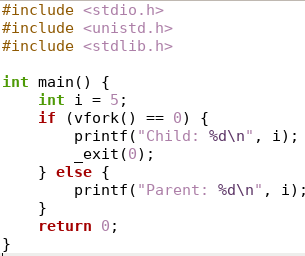 #include <stdio.h>
#include <unistd.h>
#include <stdlib.h>

int main() {
    int i = 5;
    if (vfork() == 0) {
        printf("Child: %d\n", i);
        _exit(0);
    } else {
        printf("Parent: %d\n", i);
    }
    return 0;
}